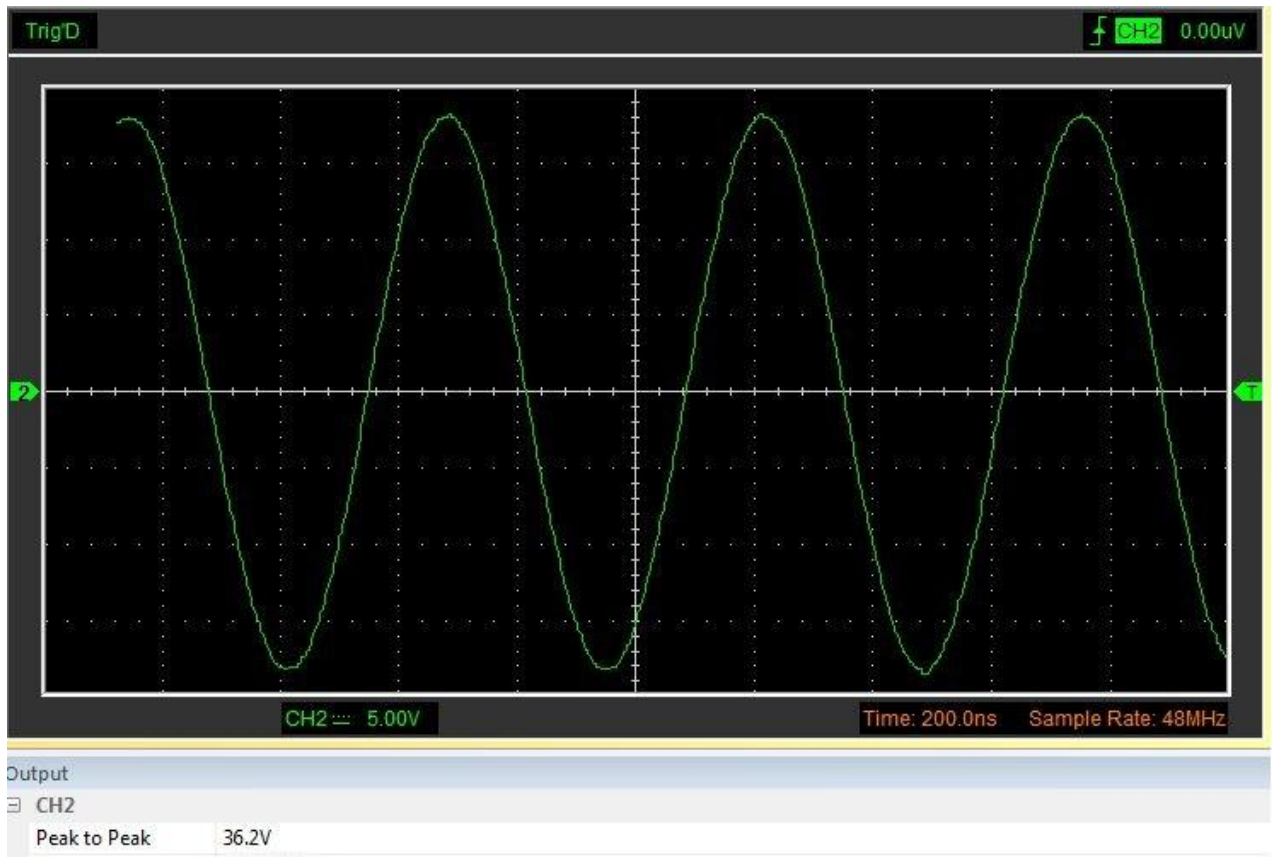 Trig'D
CH2 0.00uV
2
T
CH2 5.00V
Time: 200.0ns Sample Rate: 48MHz
Output
CH2
Peak to Peak 36.2V